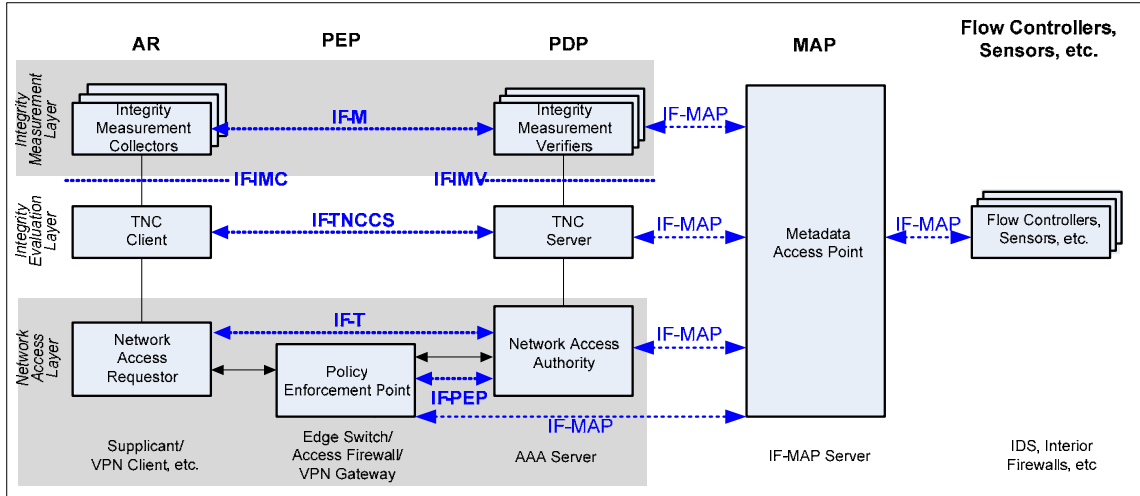 AR
PEP
PDP
MAP
Flow Controllers,
Sensors, etc.
Integrity
Measurement
Layer
Integrity
Measurement
Collectors
IF-M
Integrity
Measurement
Verifiers
IF-MAP
IF-IMC
IF-IMV
Integrity
Evaluation
Layer
TNC
Client
IF-TNCCS
TNC
Server
IF-MAP
Metadata
Access Point
IF-MAP
Flow Controllers,
Sensors, etc.
Network
Access
Layer
Network
Access
Requestor
IF-T
Policy
Enforcement Point
IF-PEP
Network Access
Authority
IF-MAP
IF-MAP
Supplicant/
VPN Client, etc.
Edge Switch/
Access Firewall/
VPN Gateway
AAA Server
IF-MAP Server
IDS, Interior
Firewalls, etc